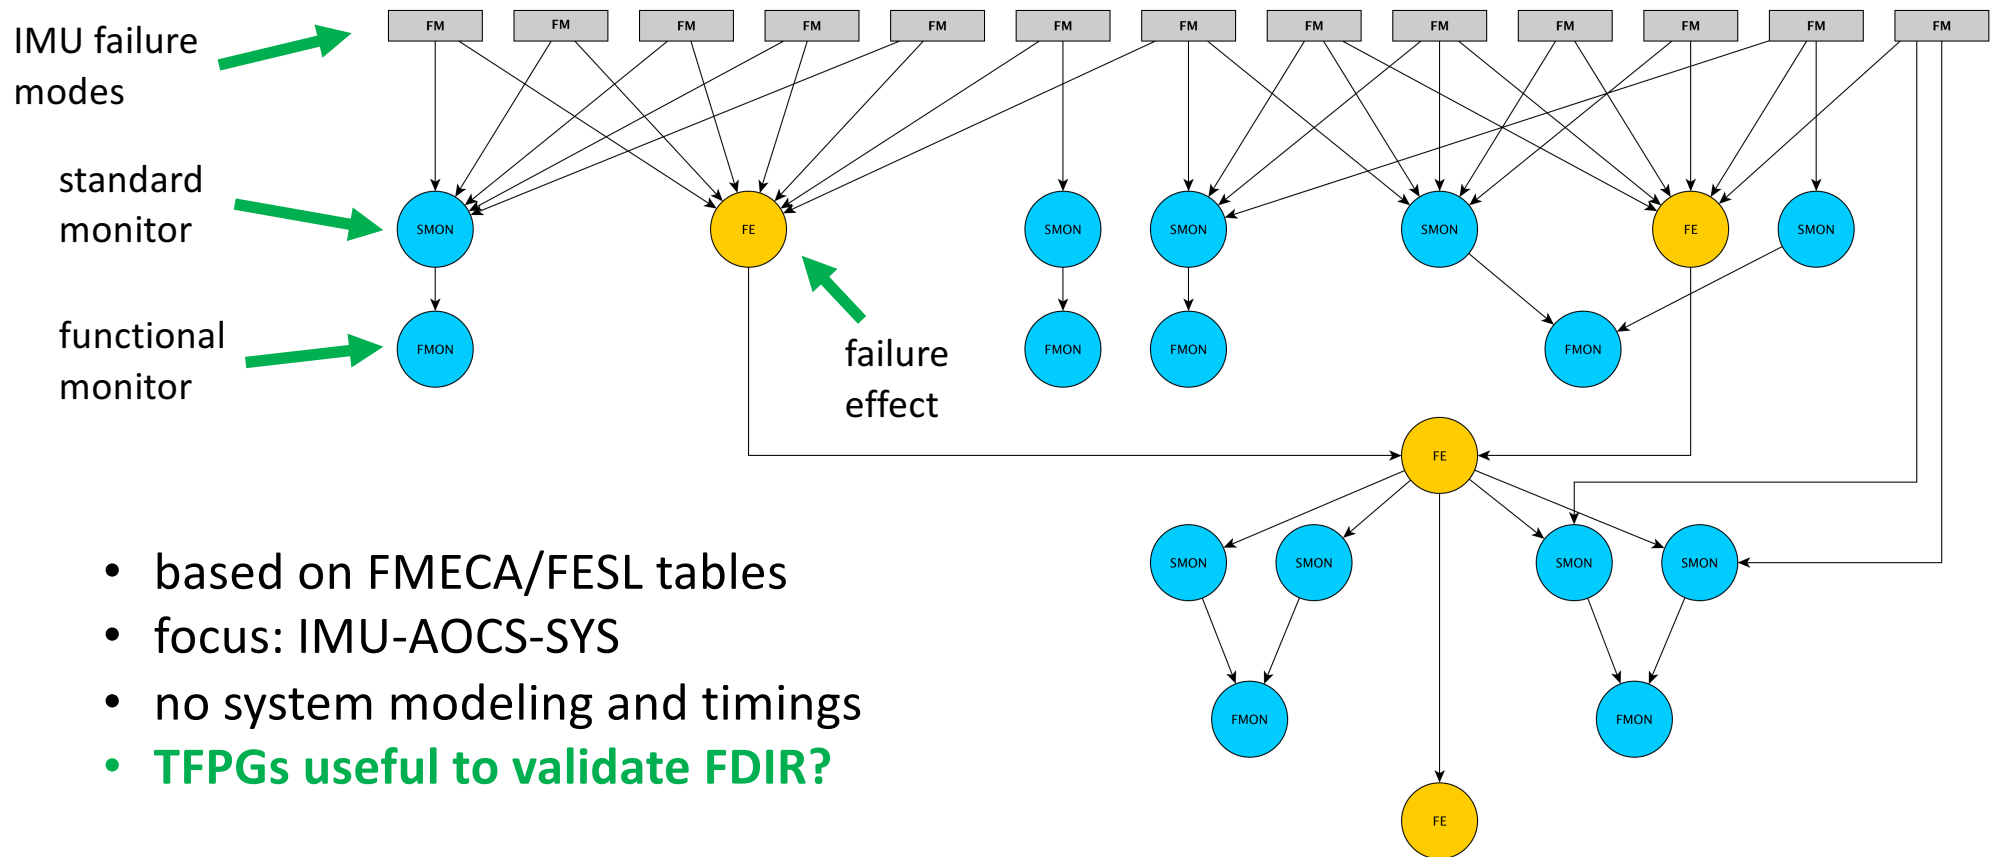 FM FM FM FM FM FM FM FM FM FM FM FM FM
IMU failure
modes
standard
monitor
SMON FE SMON SMON SMON FE SMON
functional
monitor
FMON FMON FMON FMON
failure
effect
FE
SMON SMON SMON SMON
FMON FMON
FE
• based on FMECA/FESL tables
• focus: IMU-AOCS-SYS
• no system modeling and timings
• TFPGs useful to validate FDIR?